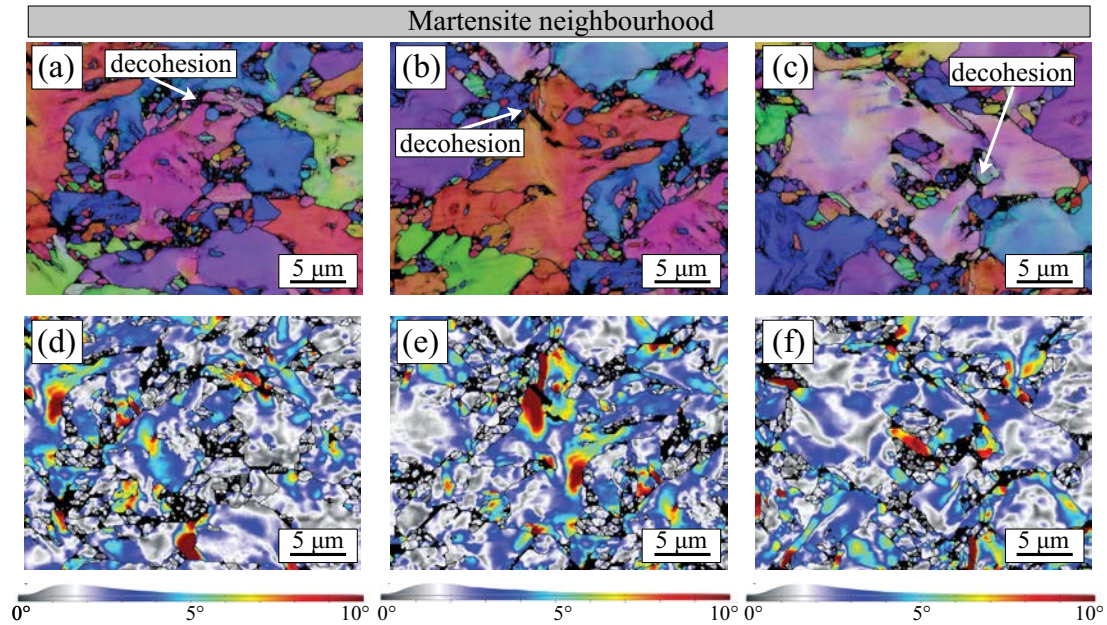 Martensite neighbourhood
(a)
decohesion
5 μm
(b)
decohesion
5 μm
(c)
decohesion
5 μm
(d)
5 μm
(e)
5 μm
(f)
5 μm
0° 5° 10°
0° 5° 10°
0° 5° 10°